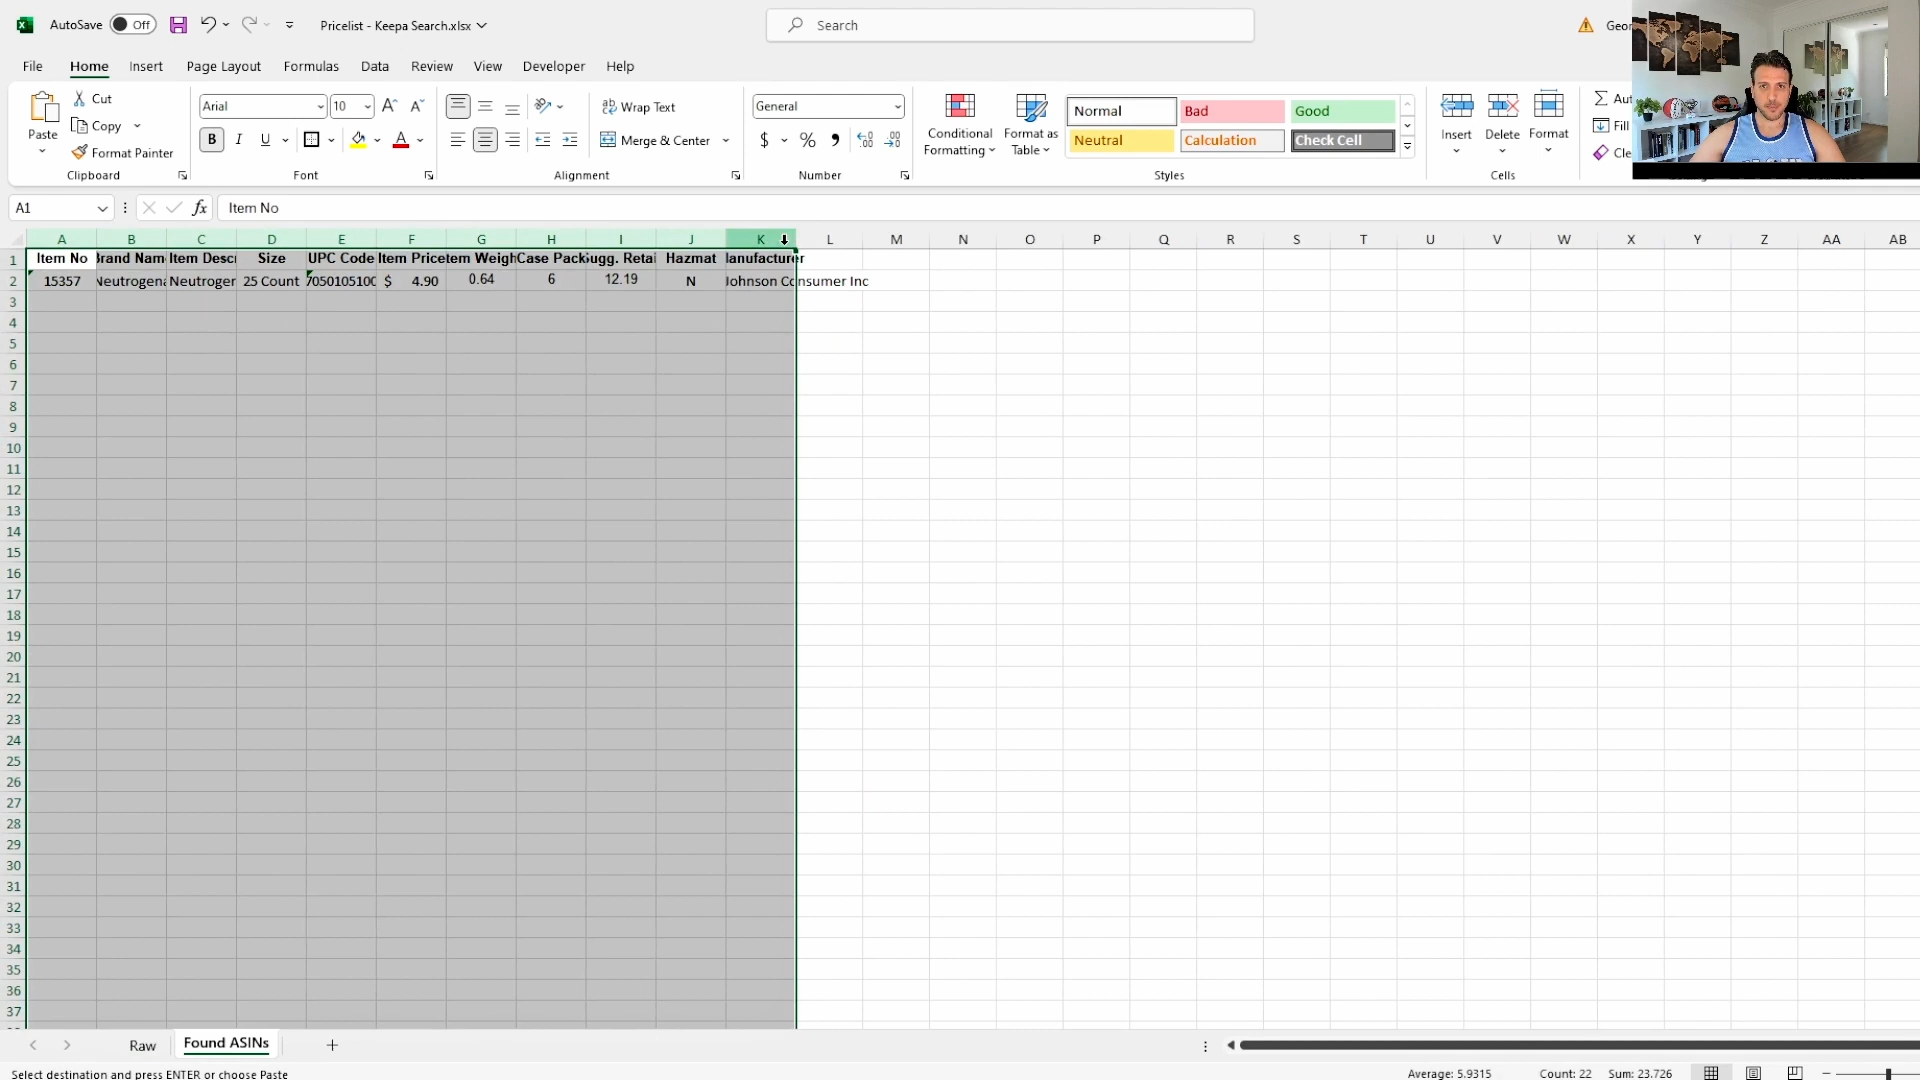 AutoSave Off Pricelist - Keepa Search.xlsx Search Geor
File Home Insert Page Layout Formulas Data Review View Developer Help
Paste Cut Copy Format Painter Clipboard
Arial 10 B I U Font
Wrap Text Merge & Center Alignment
General $ % Number
Conditional Formatting Format as Table
Normal Bad Good
Neutral Calculation Check Cell
Styles
Insert Delete Format Cells
Aut
Fill
Cle
A1 fx Item No
A B C D E F G H I J K L M N O P Q R S T U V W X Y Z AA AB
1 Item No Brand Nam Item Descr Size UPC Code Item Price tem Weigh Case Pack ugg. Retai Hazmat lanufacturer
2 15357 Neutrogena Neutroger 25 Count 7050105100 $ 4.90 0.64 6 12.19 N Johnson Consumer Inc
3
4
5
6
7
8
9
10
11
12
13
14
15
16
17
18
19
20
21
22
23
24
25
26
27
28
29
30
31
32
33
34
35
36
37
Raw Found ASINs
Select destination and press ENTER or choose Paste Average: 5.9315 Count: 22 Sum: 23.726